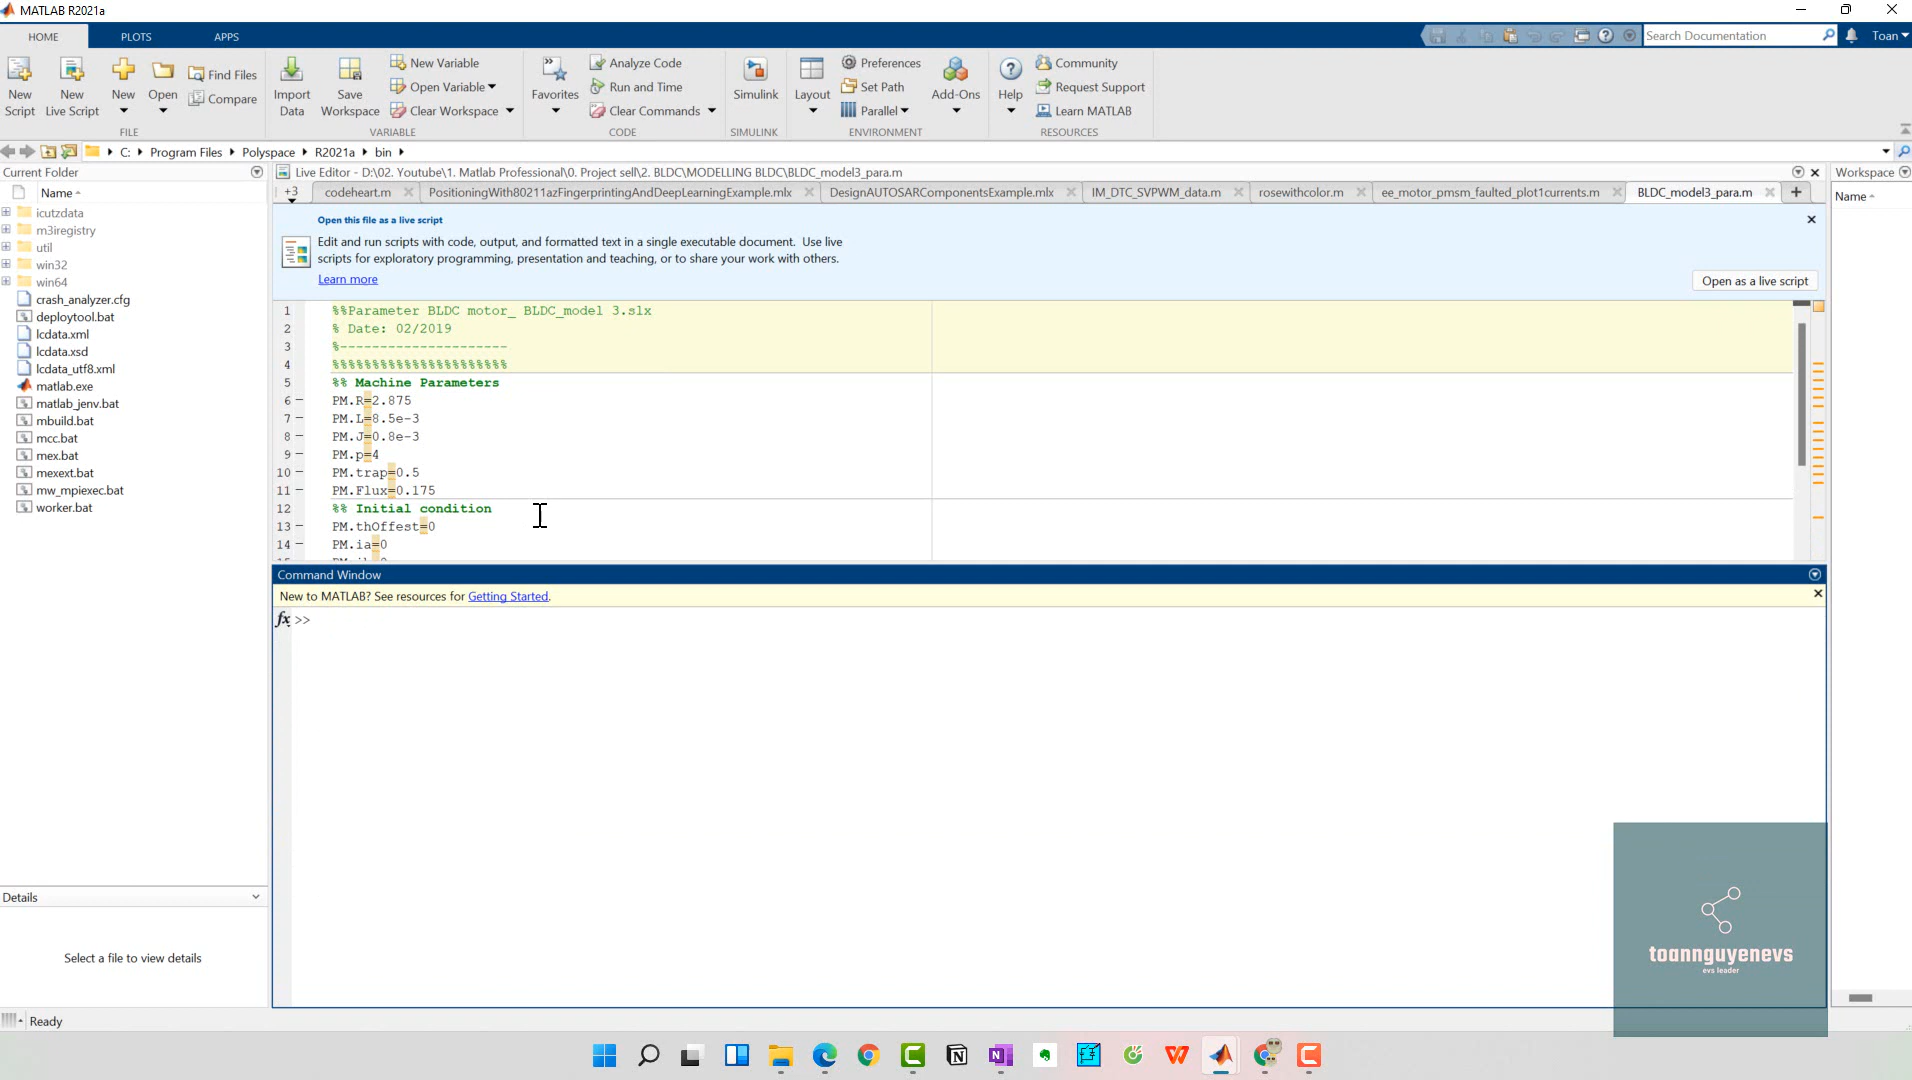 MATLAB R2021a
HOME PLOTS APPS
Search Documentation Toan
New Script
New Live Script
New
Open
Find Files
Compare
FILE
Import Data
Save Workspace
New Variable
Open Variable
Clear Workspace
VARIABLE
Favorites
Analyze Code
Run and Time
Clear Commands
CODE
Simulink
SIMULINK
Layout
Preferences
Set Path
Parallel
ENVIRONMENT
Add-Ons
Help
Community
Request Support
Learn MATLAB
RESOURCES
C: Program Files Polyspace R2021a bin
Current Folder
Name
icutzdata
m3iregistry
util
win32
win64
crash_analyzer.cfg
deploytool.bat
lcdata.xml
lcdata.xsd
lcdata_utf8.xml
matlab.exe
matlab_jenv.bat
mbuild.bat
mcc.bat
mex.bat
mexext.bat
mw_mpiexec.bat
worker.bat
Details
Select a file to view details
Live Editor - D:\02. Youtube\1. Matlab Professional\0. Project sell\2. BLDC\MODELLING BLDC\BLDC_model3_para.m
+3 codeheart.m PositioningWith80211azFingerprintingAndDeepLearningExample.mlx DesignAUTOSARComponentsExample.mlx IM_DTC_SVPWM_data.m rosewithcolor.m ee_motor_pmsm_faulted_plot1currents.m BLDC_model3_para.m
Open this file as a live script
Edit and run scripts with code, output, and formatted text in a single executable document. Use live
scripts for exploratory programming, presentation and teaching, or to share your work with others.
Learn more
Open as a live script
1 %%Parameter BLDC motor_ BLDC_model 3.slx
2 % Date: 02/2019
3 %---------------------
4 %%%%%%%%%%%%%%%%%%%%%%
5 %% Machine Parameters
6 PM.R=2.875
7 PM.L=8.5e-3
8 PM.J=0.8e-3
9 PM.p=4
10 PM.trap=0.5
11 PM.Flux=0.175
12 %% Initial condition
13 PM.thOffest=0
14 PM.ia=0
Command Window
New to MATLAB? See resources for Getting Started.
fx >>
Workspace
Name
toannguyenevs
evs leader
Ready